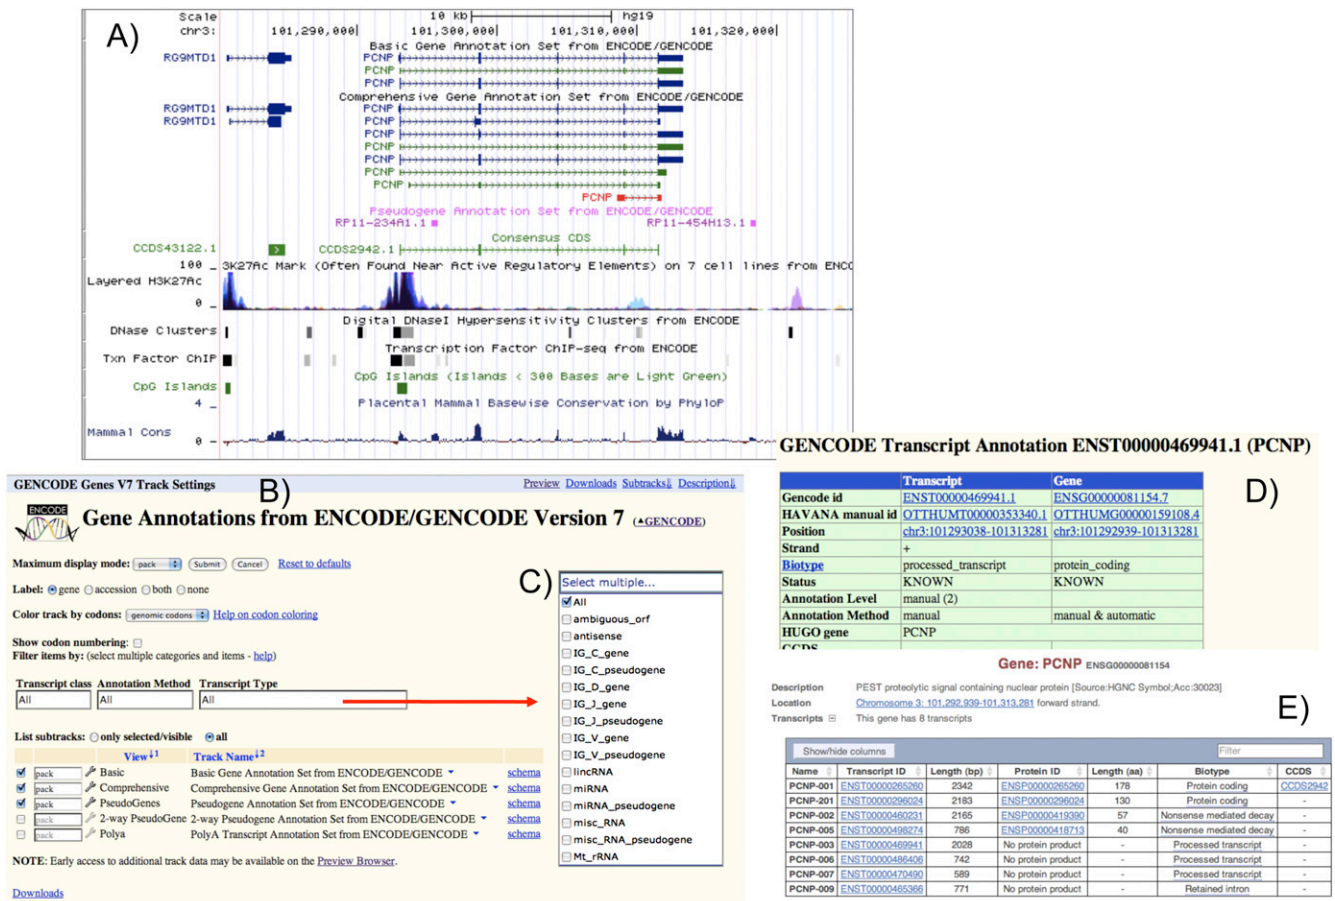 A)
Scale 10 kb hg19
chr3: 101,290,000 101,300,000 101,310,000 101,320,000
Basic Gene Annotation Set from ENCODE/GENCODE
RG9MTD1 PCNP
PCNP
PCNP
Comprehensive Gene Annotation Set from ENCODE/GENCODE
RG9MTD1 PCNP
RG9MTD1 PCNP
PCNP
PCNP
PCNP
PCNP
PCNP
PCNP
Pseudogene Annotation Set from ENCODE/GENCODE
RP11-234A1.1 RP11-454H13.1
Consensus CDS
CCDS43122.1 CCDS2942.1
100 _ 3K27Ac Mark (Often Found Near Active Regulatory Elements) on 7 cell lines from ENC
Layered H3K27Ac
0 _
Digital DNaseI Hypersensitivity Clusters from ENCODE
DNase Clusters
Transcription Factor ChIP-seq from ENCODE
Txn Factor ChIP
CpG Islands (Islands < 300 Bases are Light Green)
CpG Islands
4 _ Placental Mammal Basewise Conservation by PhyloP
Mammal Cons
0 _
B)
GENCODE Genes V7 Track Settings Preview Downloads Subtracks Description
ENCODE
Gene Annotations from ENCODE/GENCODE Version 7 (▲GENCODE)
Maximum display mode: pack Submit Cancel Reset to defaults
Label: gene accession both none
Color track by codons: genomic codons Help on codon coloring
Show codon numbering:
Filter items by: (select multiple categories and items - help)
Transcript class Annotation Method Transcript Type
All All All
List subtracks: only selected/visible all
View↓1 Track Name↓2
pack Basic Basic Gene Annotation Set from ENCODE/GENCODE schema
pack Comprehensive Comprehensive Gene Annotation Set from ENCODE/GENCODE schema
pack PseudoGenes Pseudogene Annotation Set from ENCODE/GENCODE schema
pack 2-way PseudoGene 2-way Pseudogene Annotation Set from ENCODE/GENCODE schema
pack Polya PolyA Transcript Annotation Set from ENCODE/GENCODE schema
NOTE: Early access to additional track data may be available on the Preview Browser.
Downloads
C)
Select multiple...
All
ambiguous_orf
antisense
IG_C_gene
IG_C_pseudogene
IG_D_gene
IG_J_gene
IG_J_pseudogene
IG_V_gene
IG_V_pseudogene
lincRNA
miRNA
miRNA_pseudogene
misc_RNA
misc_RNA_pseudogene
Mt_rRNA
D)
GENCODE Transcript Annotation ENST00000469941.1 (PCNP)
Transcript Gene
Gencode id ENST00000469941.1 ENSG00000081154.7
HAVANA manual id OTTHUMT00000353340.1 OTTHUMG00000159108.4
Position chr3:101293038-101313281 chr3:101292939-101313281
Strand +
Biotype processed_transcript protein_coding
Status KNOWN KNOWN
Annotation Level manual (2)
Annotation Method manual manual & automatic
HUGO gene PCNP
CCDS
E)
Gene: PCNP ENSG00000081154
Description PEST proteolytic signal containing nuclear protein [Source:HGNC Symbol;Acc:30023]
Location Chromosome 3: 101,292,939-101,313,281 forward strand.
Transcripts This gene has 8 transcripts
Show/hide columns Filter
Name Transcript ID Length (bp) Protein ID Length (aa) Biotype CCDS
PCNP-001 ENST00000265260 2342 ENSP00000265260 178 Protein coding CCDS2942
PCNP-201 ENST00000296024 2183 ENSP00000296024 130 Protein coding -
PCNP-002 ENST00000460231 2165 ENSP00000419390 57 Nonsense mediated decay -
PCNP-005 ENST00000498274 786 ENSP00000418713 40 Nonsense mediated decay -
PCNP-003 ENST00000469941 2028 No protein product - Processed transcript -
PCNP-006 ENST00000486406 742 No protein product - Processed transcript -
PCNP-007 ENST00000470490 589 No protein product - Processed transcript -
PCNP-009 ENST00000465366 771 No protein product - Retained intron -